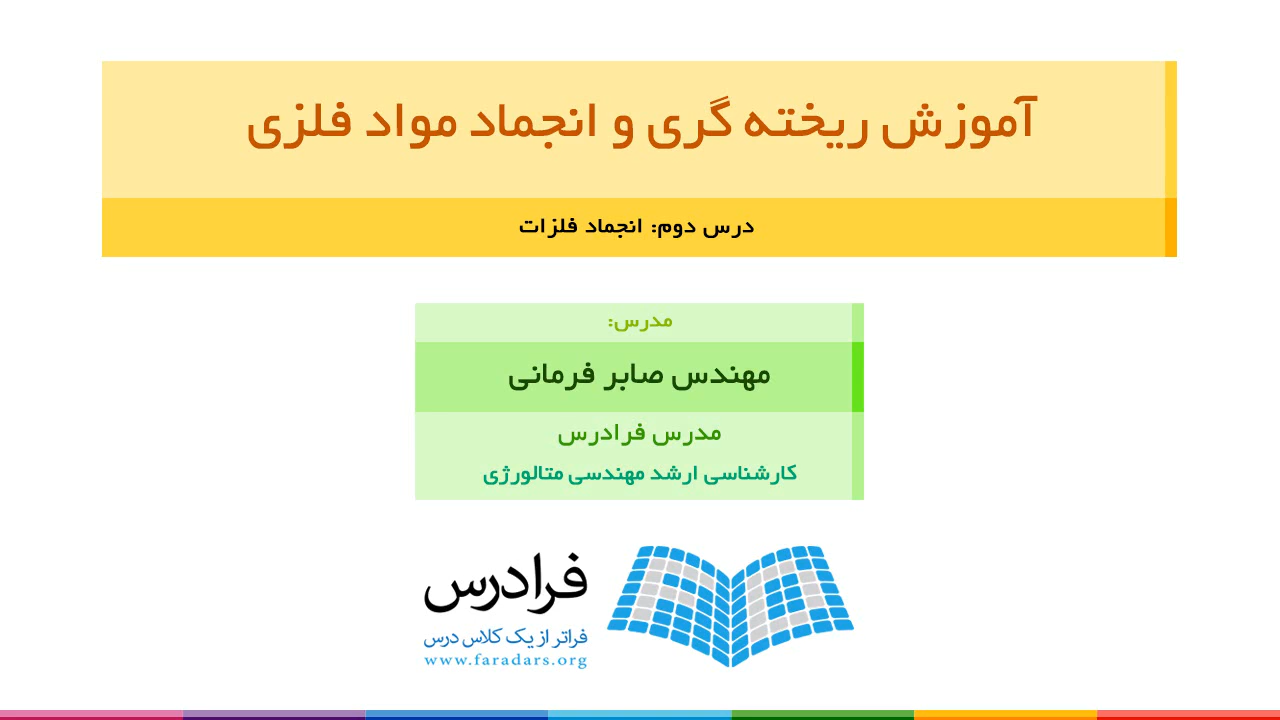 آموزش ریخته گری و انجماد مواد فلزی
درس دوم: انجماد فلزات
مدرس:
مهندس صابر فرمانی
مدرس فرادرس
کارشناسی ارشد مهندسی متالورژی
فرادرس
فراتر از یک کلاس درس
www.faradars.org